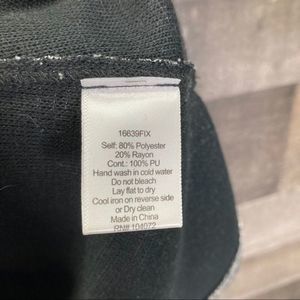 16639FIX
Self: 80% Polyester
20% Rayon
Cont.: 100% PU
Hand wash in cold water
Do not bleach
Lay flat to dry
Cool iron on reverse side
or Dry clean
Made in China
RN# 104072